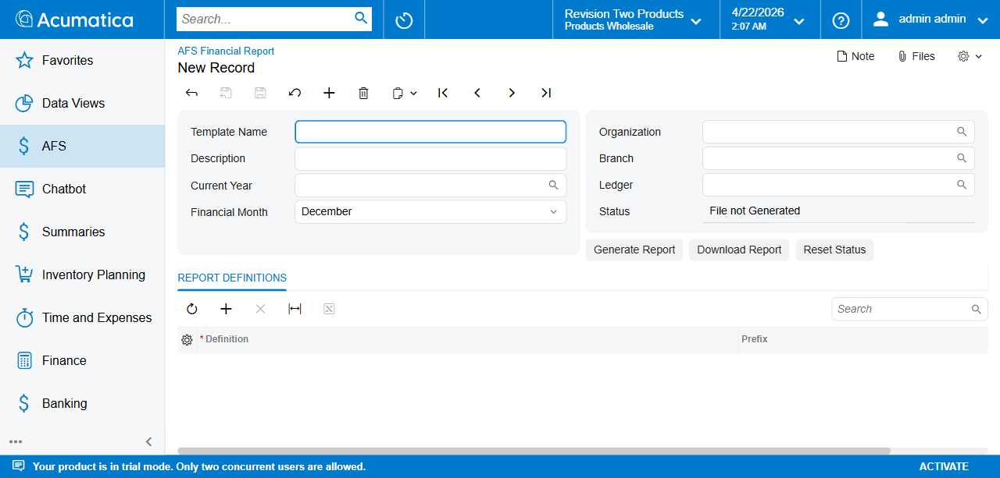 Acumatica
Search...
Revision Two Products
Products Wholesale
4/22/2026
2:07 AM
admin admin
Favorites
Data Views
AFS
Chatbot
Summaries
Inventory Planning
Time and Expenses
Finance
Banking
AFS Financial Report
New Record
Note
Files
Template Name
Description
Current Year
Financial Month
December
Organization
Branch
Ledger
Status
File not Generated
Generate Report
Download Report
Reset Status
REPORT DEFINITIONS
Search
* Definition
Prefix
Your product is in trial mode. Only two concurrent users are allowed.
ACTIVATE